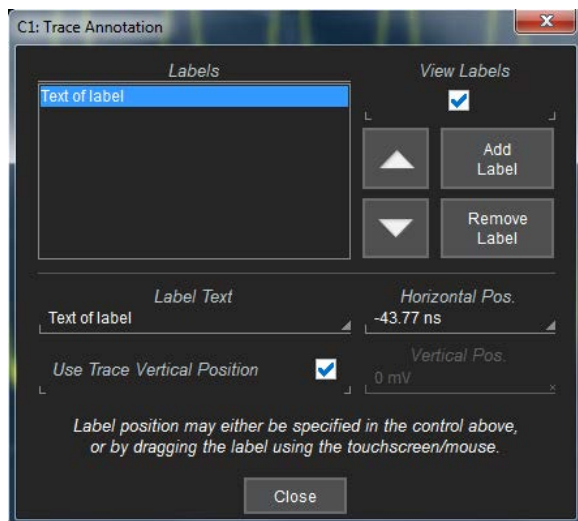 C1: Trace Annotation
Labels
View Labels
Text of label
Add
Label
Remove
Label
Label Text
Horizontal Pos.
Text of label
-43.77 ns
Use Trace Vertical Position
Vertical Pos.
0 mV
Label position may either be specified in the control above,
or by dragging the label using the touchscreen/mouse.
Close